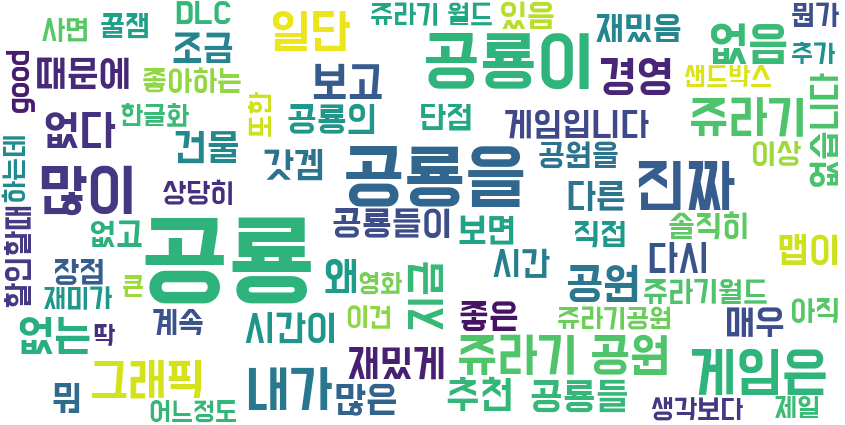 사면 꿀잼 DLC 쥬라기 월드 있음 재밌음 뭔가
조금 일단 공룡이 없음 추가
good 때문에 좋아하는 보고 경영 샌드박스
없다 한글화 또한 공룡의 단점 게임입니다 쥬라기 없습니다
하는데 건물 갓겜 공룡을 공원을 이상
많이 상당히 다른 진짜
할인할때 없고 공룡 공룡들이 보면 직접 솔직히 맵이
장점 왜 시간 다시
재미가 큰 영화 지금 공원 쥬라기월드 아직
없는 딱 계속 시간이 이건 좋은 쥬라기공원 매우
그래픽 재밌게 쥬라기 공원 게임은
뭐 어느정도 내가 많은 추천 공룡들 생각보다 제일